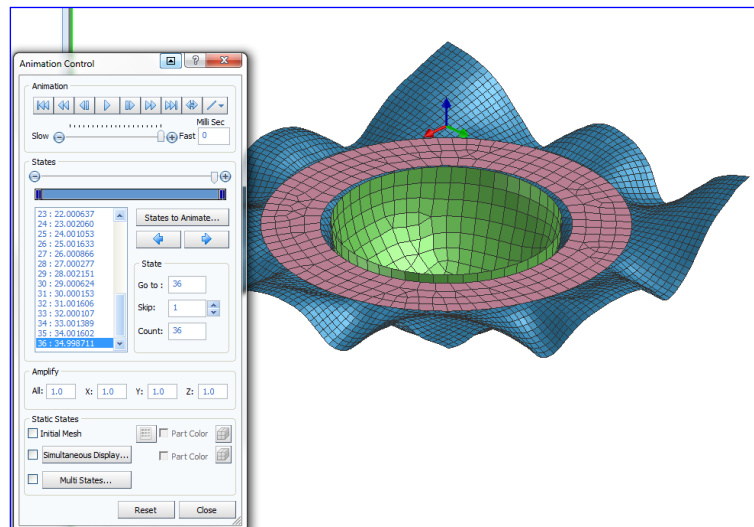 Animation Control
Animation
Milli Sec
Slow Fast 0
States
23 : 22.000637
24 : 23.002060
25 : 24.001053
26 : 25.001633
27 : 26.000866
28 : 27.000277
29 : 28.002151
30 : 29.000624
31 : 30.000153
32 : 31.001606
33 : 32.000107
34 : 33.001389
35 : 34.001602
36 : 34.998711
States to Animate...
State
Go to : 36
Skip: 1
Count: 36
Amplify
All: 1.0 X: 1.0 Y: 1.0 Z: 1.0
Static States
Initial Mesh Part Color
Simultaneous Display... Part Color
Multi States...
Reset Close